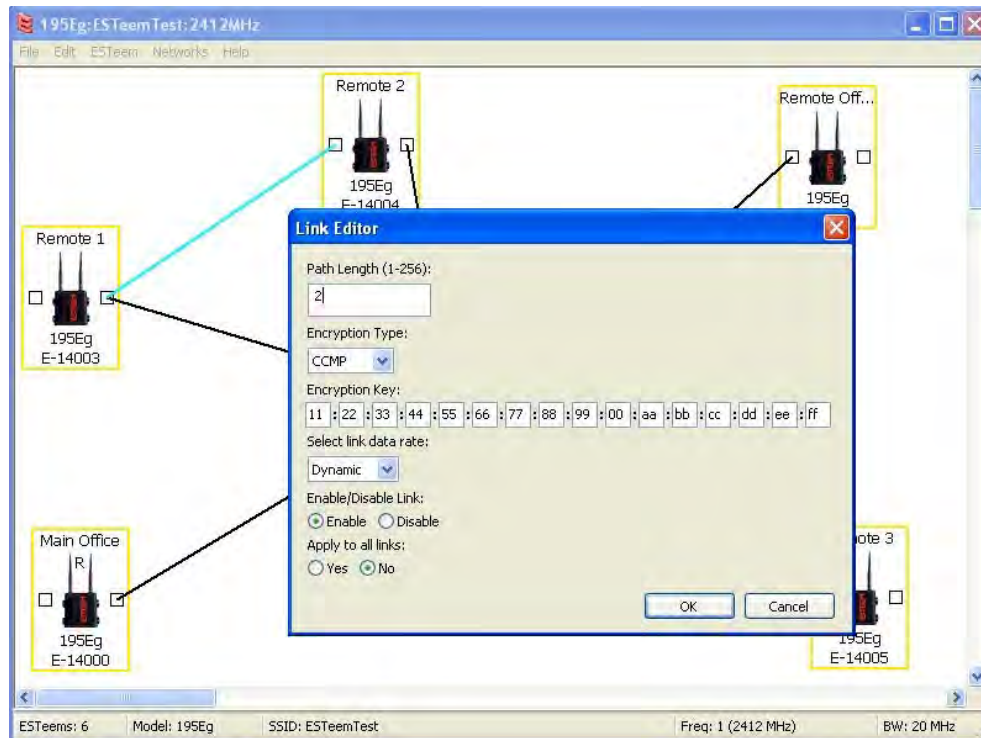 195Eg:ESTeemTest:2412MHz
File Edit ESTeem Networks Help
Remote 2
195Eg
E-14004
Remote Off...
195Eg
Remote 1
195Eg
E-14003
Link Editor
Path Length (1-256):
2
Encryption Type:
CCMP
Encryption Key:
11 : 22 : 33 : 44 : 55 : 66 : 77 : 88 : 99 : 00 : aa : bb : cc : dd : ee : ff
Select link data rate:
Dynamic
Enable/Disable Link:
Enable Disable
Apply to all links:
Yes No
OK Cancel
Main Office
R
195Eg
E-14000
ote 3
195Eg
E-14005
ESTeems: 6 Model: 195Eg SSID: ESTeemTest Freq: 1 (2412 MHz) BW: 20 MHz